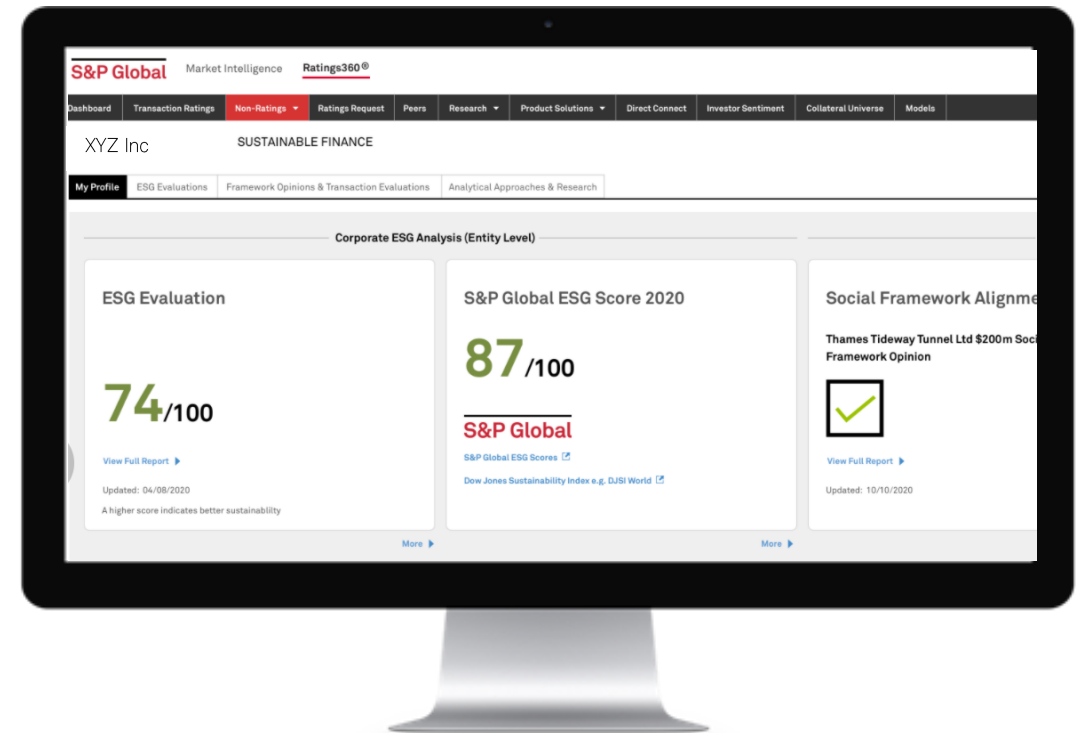 S&P Global Market Intelligence Ratings360®
Dashboard Transaction Ratings Non-Ratings Ratings Request Peers Research Product Solutions Direct Connect Investor Sentiment Collateral Universe Models
XYZ Inc SUSTAINABLE FINANCE
My Profile ESG Evaluations Framework Opinions & Transaction Evaluations Analytical Approaches & Research
Corporate ESG Analysis (Entity Level)
ESG Evaluation
74/100
View Full Report
Updated: 04/08/2020
A higher score indicates better sustainablilty
More
S&P Global ESG Score 2020
87/100
S&P Global
S&P Global ESG Scores
Dow Jones Sustainability Index e.g. DJSI World
More
Social Framework Alignme
Thames Tideway Tunnel Ltd $200m Soci
Framework Opinion
View Full Report
Updated: 10/10/2020